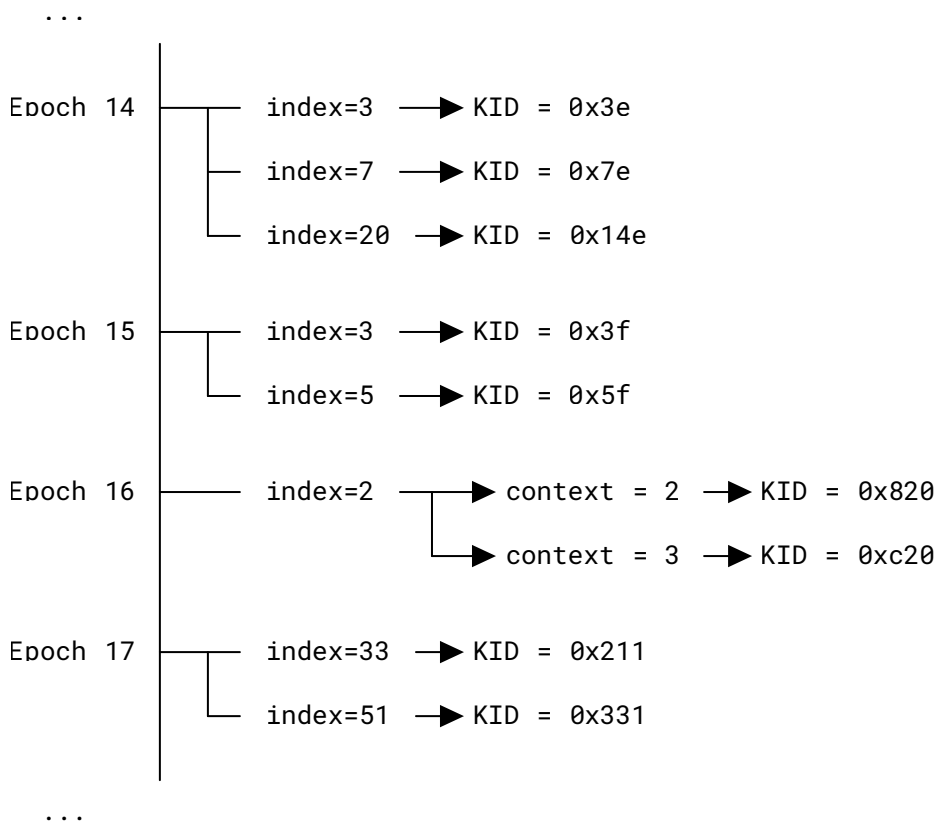 ...
Epoch 14 index=3 KID = 0x3e
index=7 KID = 0x7e
index=20 KID = 0x14e
Epoch 15 index=3 KID = 0x3f
index=5 KID = 0x5f
Epoch 16 index=2 context = 2 KID = 0x820
context = 3 KID = 0xc20
Epoch 17 index=33 KID = 0x211
index=51 KID = 0x331
...